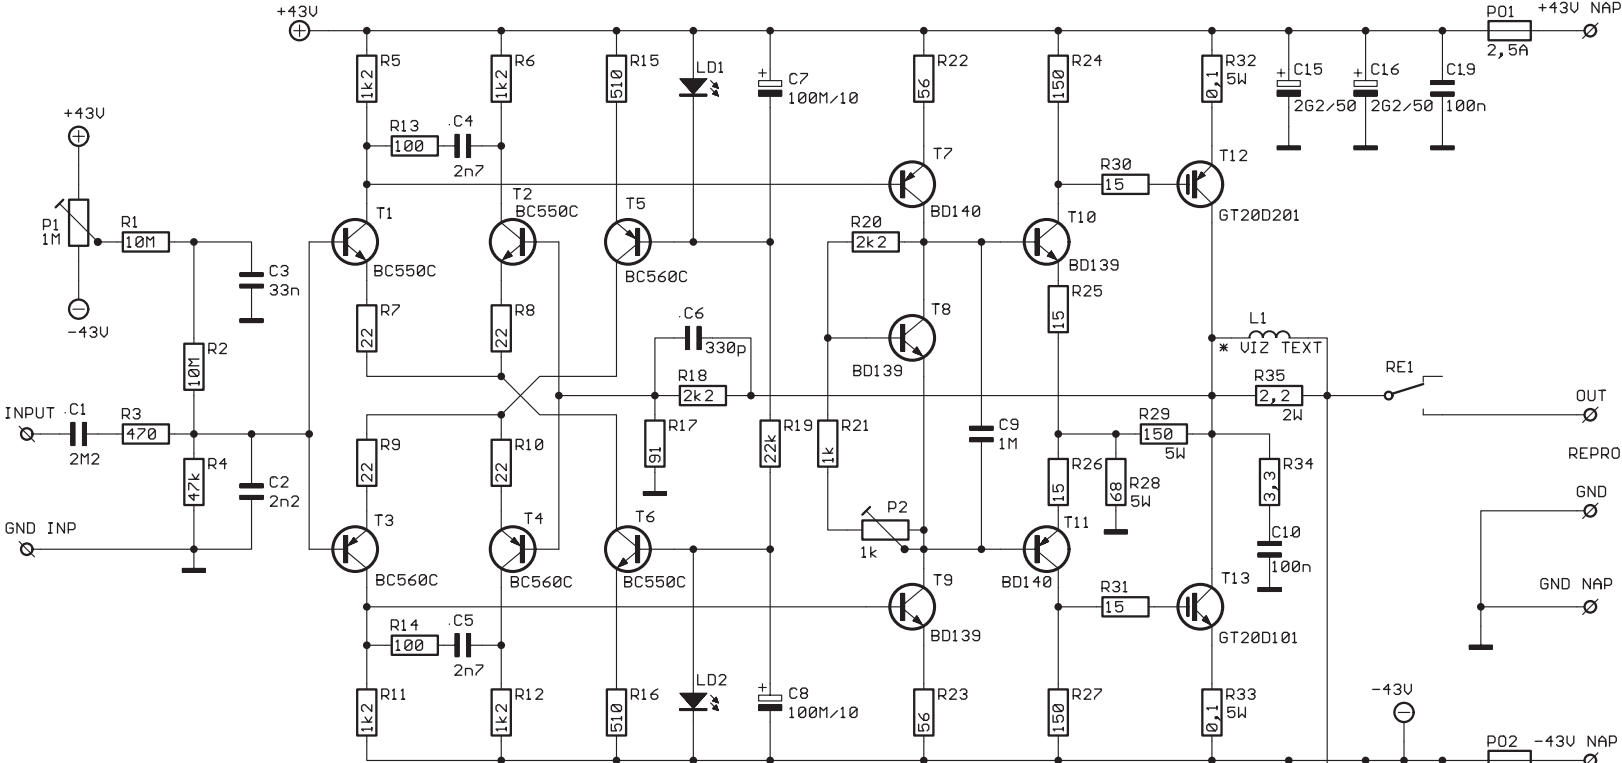 +43V
P01
+43V NAP
2,5A
R5
1k2
R6
1k2
R15
510
LD1
+
C7
100M/10
R22
56
R24
150
R32
5W
0,1
+
C15
2G2/50
+
C16
2G2/50
C19
100n
+43V
R13
100
.C4
2n7
T7
BD140
R30
15
T12
GT20D201
P1
1M
R1
10M
T1
BC550C
T2
BC550C
T5
BC560C
R20
2k2
T10
BD139
C3
33n
-43V
R7
22
R8
22
.C6
330p
T8
BD139
R25
15
L1
* VIZ TEXT
R2
10M
R18
2k2
R35
2,2
2W
RE1
OUT
INPUT
.C1
2M2
R3
470
R4
47k
C2
2n2
R9
22
R10
22
R17
91
R19
22k
R21
1k
C9
1M
R29
150
5W
R26
15
R28
5W
68
R34
3,3
REPRO
GND
GND INP
T3
BC560C
T4
BC560C
T6
BC550C
P2
1k
T11
BD140
C10
100n
T9
BD139
R31
15
T13
GT20D101
GND NAP
R14
100
.C5
2n7
R11
1k2
R12
1k2
R16
510
LD2
+
C8
100M/10
R23
56
R27
150
R33
5W
0,1
-43V
P02
-43V NAP